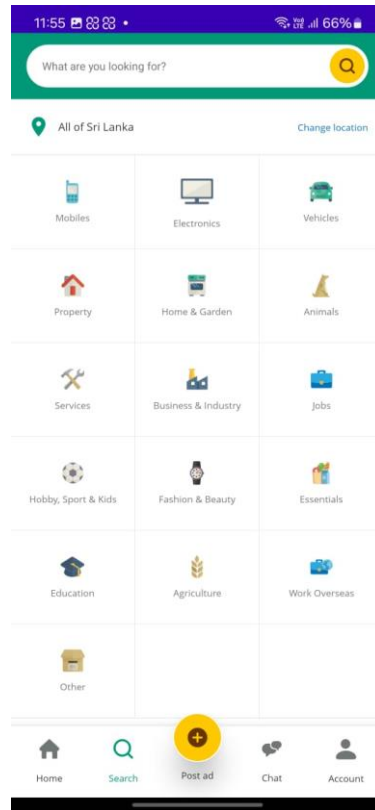 11:55 66%
What are you looking for?
All of Sri Lanka Change location
Mobiles Electronics Vehicles
Property Home & Garden Animals
Services Business & Industry Jobs
Hobby, Sport & Kids Fashion & Beauty Essentials
Education Agriculture Work Overseas
Other
Home Search Post ad Chat Account